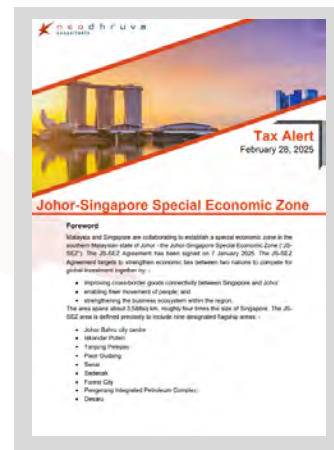 neodhruva
consultants
Tax Alert
February 28, 2025
Johor-Singapore Special Economic Zone
Foreword
Malaysia and Singapore are collaborating to establish a special economic zone in the
southern Malaysian state of Johor - the Johor-Singapore Special Economic Zone ("JS-
SEZ"). The JS-SEZ Agreement has been signed on 7 January 2025. The JS-SEZ
Agreement targets to strengthen economic ties between two nations to compete for
global investment together by: -
• improving cross-border goods connectivity between Singapore and Johor
• enabling freer movement of people; and
• strengthening the business ecosystem within the region.
The area spans about 3,588sq km, roughly four times the size of Singapore. The JS-
SEZ area is defined precisely to include nine designated flagship areas: -
• Johor Bahru city centre
• Iskandar Puteri
• Tanjung Pelepas
• Pasir Gudang
• Senai
• Sedenak
• Forest City
• Pengerang Integrated Petroleum Complex;
• Desaru